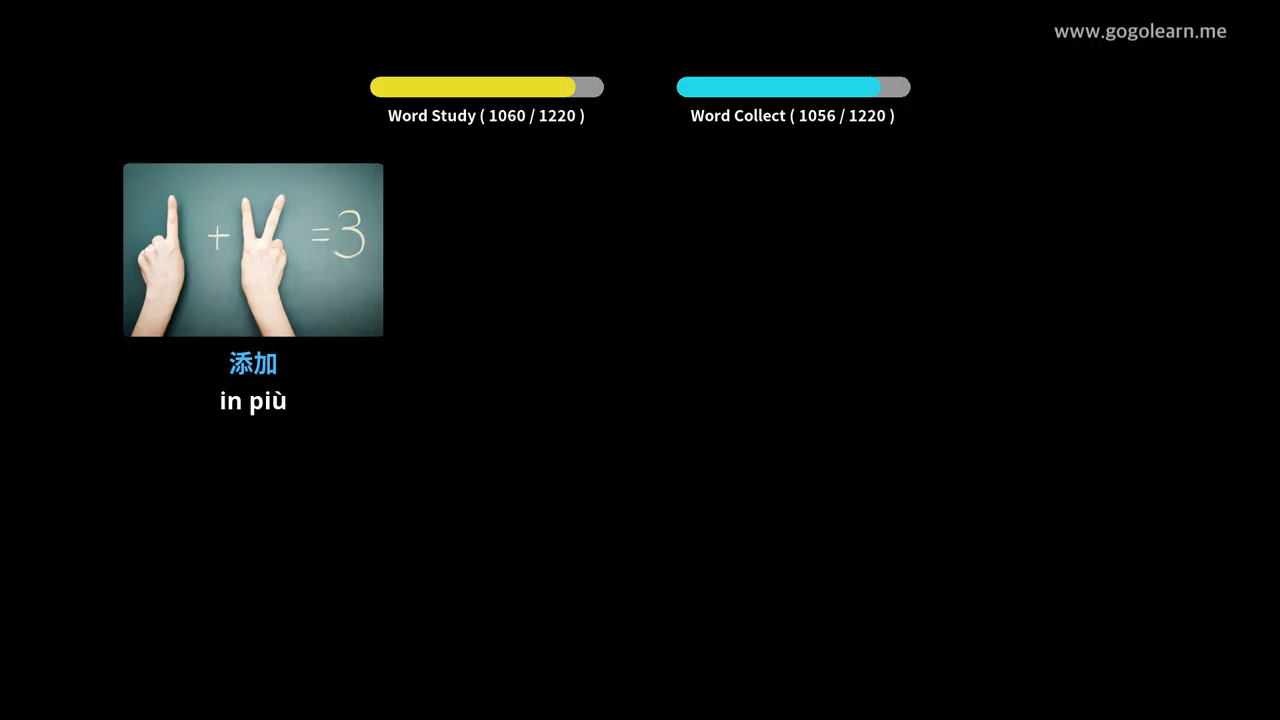 www.gogolearn.me
Word Study ( 1060 / 1220 )
Word Collect ( 1056 / 1220 )
+ =3
添加
in più